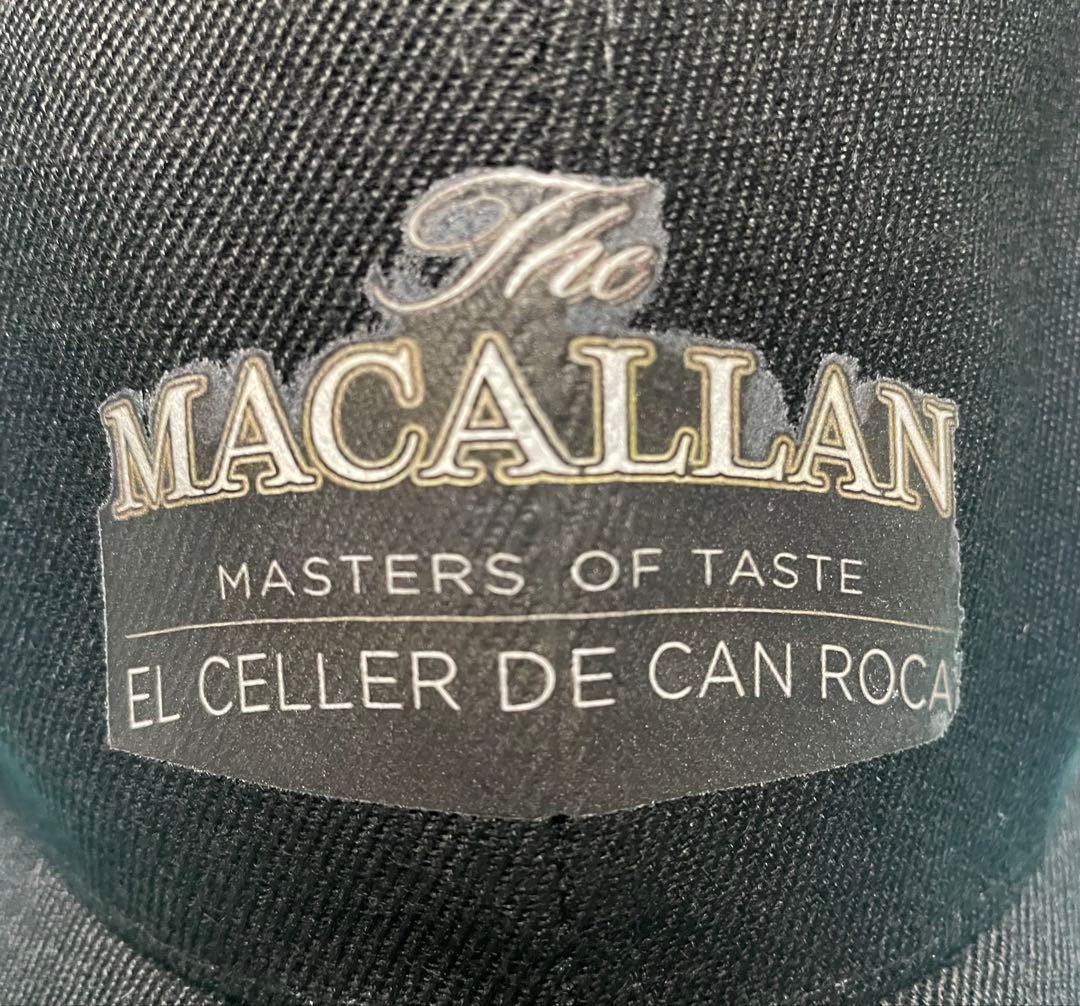 The
MACALLAN
MASTERS OF TASTE
EL CELLER DE CAN ROCA